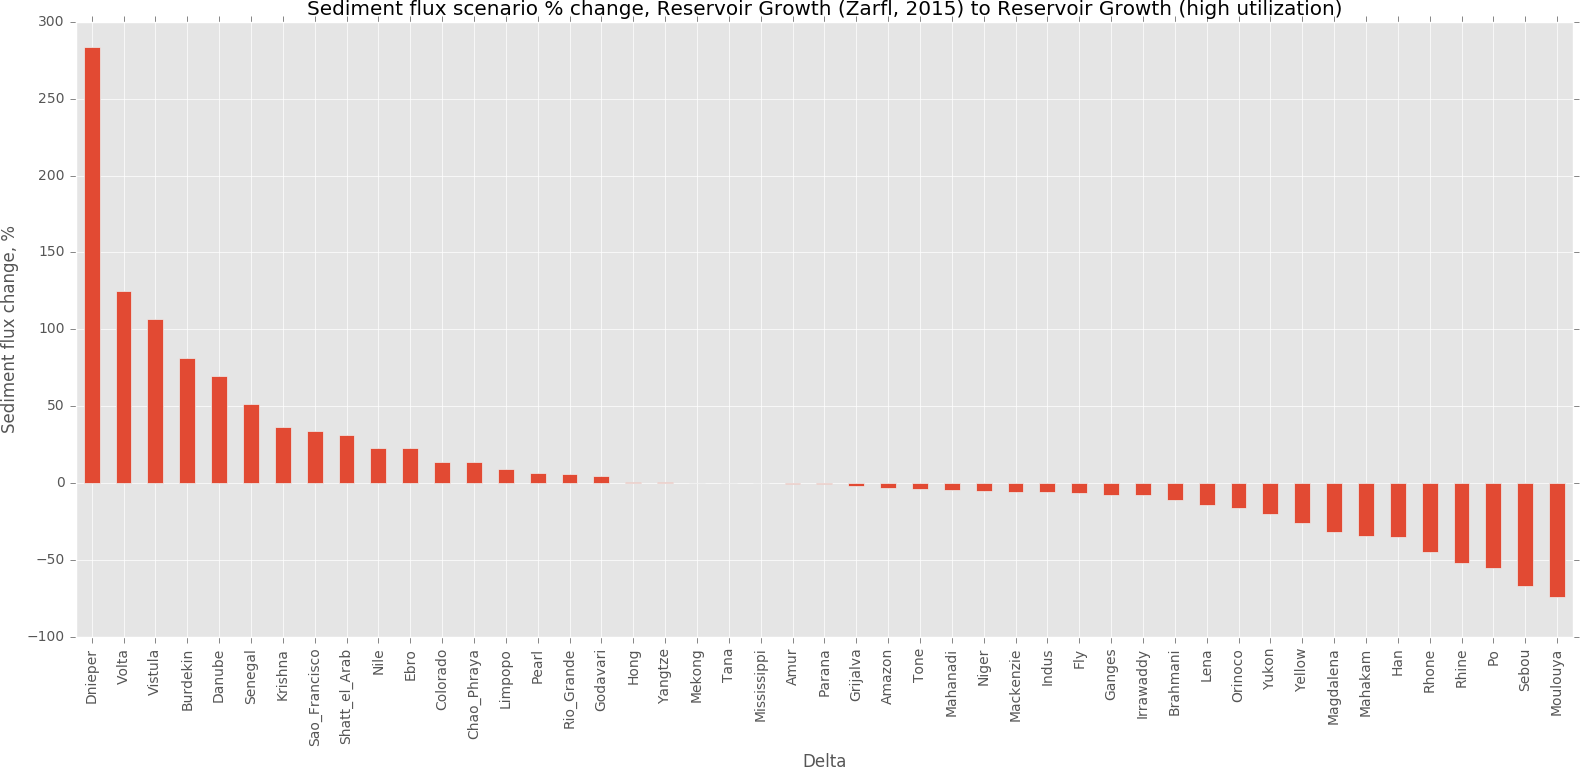 Sediment flux scenario % change, Reservoir Growth (Zarfl, 2015) to Reservoir Growth (high utilization)
Sediment flux change, %
300
250
200
150
100
50
0
−50
−100
Dnieper
Volta
Vistula
Burdekin
Danube
Senegal
Krishna
Sao_Francisco
Shatt_el_Arab
Nile
Ebro
Colorado
Chao_Phraya
Limpopo
Pearl
Rio_Grande
Godavari
Hong
Yangtze
Mekong
Tana
Mississippi
Amur
Parana
Grijalva
Amazon
Tone
Mahanadi
Niger
Mackenzie
Indus
Fly
Ganges
Irrawaddy
Brahmani
Lena
Orinoco
Yukon
Yellow
Magdalena
Mahakam
Han
Rhone
Rhine
Po
Sebou
Moulouya
Delta